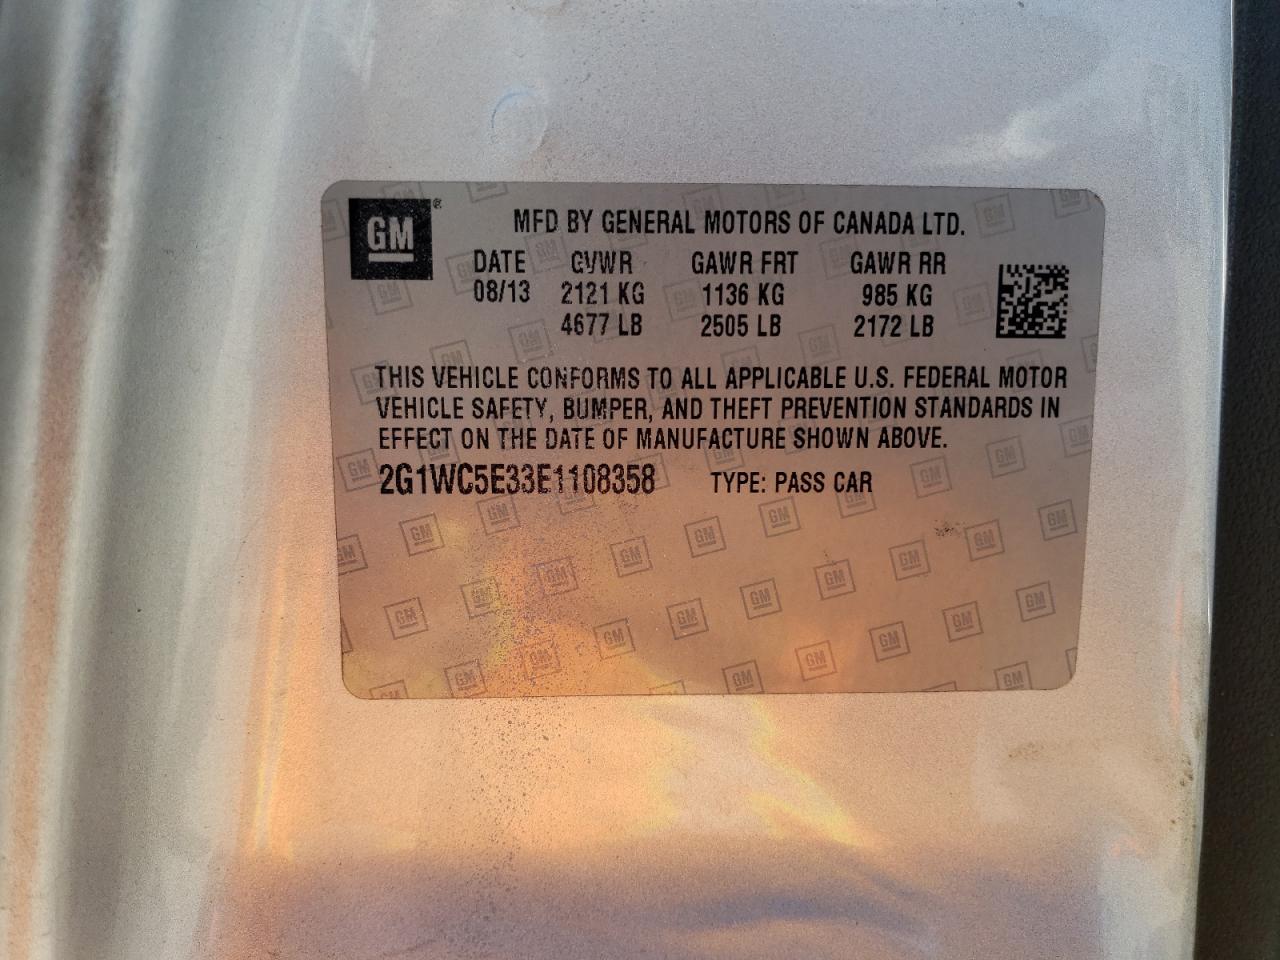 GM®
MFD BY GENERAL MOTORS OF CANADA LTD.
DATE GVWR GAWR FRT GAWR RR
08/13 2121 KG 1136 KG 985 KG
4677 LB 2505 LB 2172 LB
THIS VEHICLE CONFORMS TO ALL APPLICABLE U.S. FEDERAL MOTOR
VEHICLE SAFETY, BUMPER, AND THEFT PREVENTION STANDARDS IN
EFFECT ON THE DATE OF MANUFACTURE SHOWN ABOVE.
2G1WC5E33E1108358 TYPE: PASS CAR